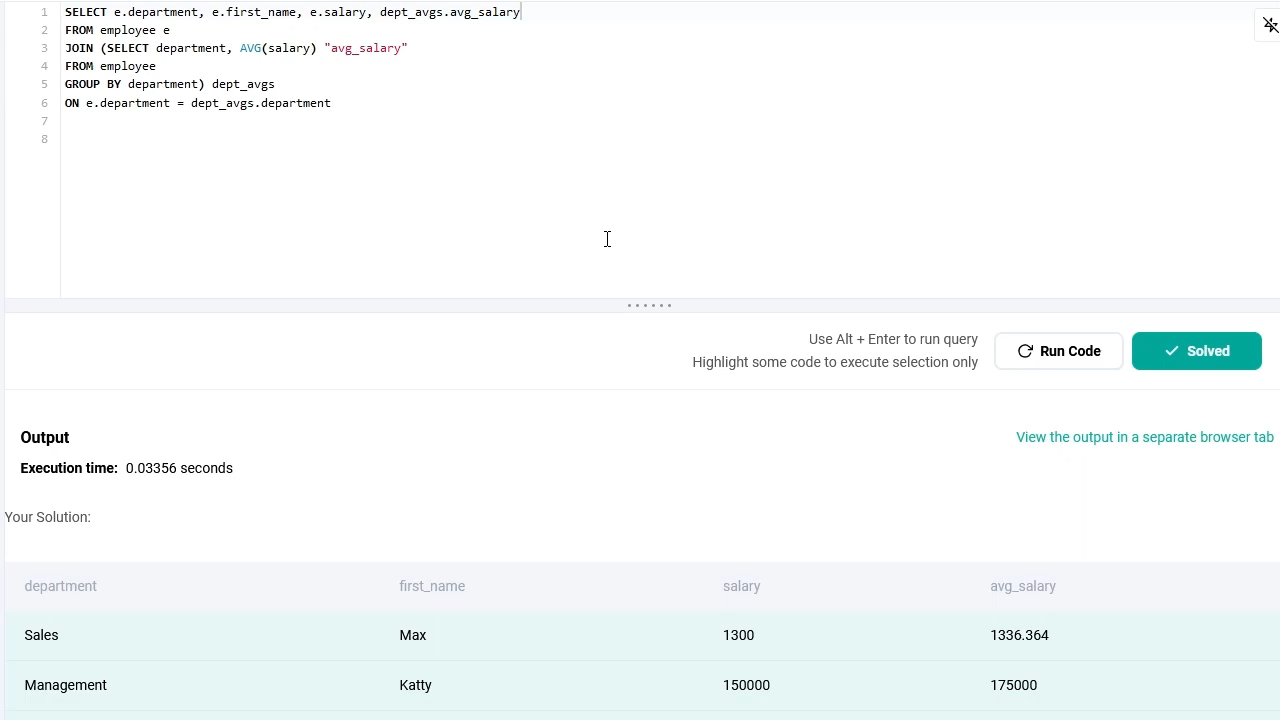 1 SELECT e.department, e.first_name, e.salary, dept_avgs.avg_salary
2 FROM employee e
3 JOIN (SELECT department, AVG(salary) "avg_salary"
4 FROM employee
5 GROUP BY department) dept_avgs
6 ON e.department = dept_avgs.department
7
8
Use Alt + Enter to run query
Highlight some code to execute selection only
Run Code
Solved
Output
View the output in a separate browser tab
Execution time: 0.03356 seconds
Your Solution:
department first_name salary avg_salary
Sales Max 1300 1336.364
Management Katty 150000 175000